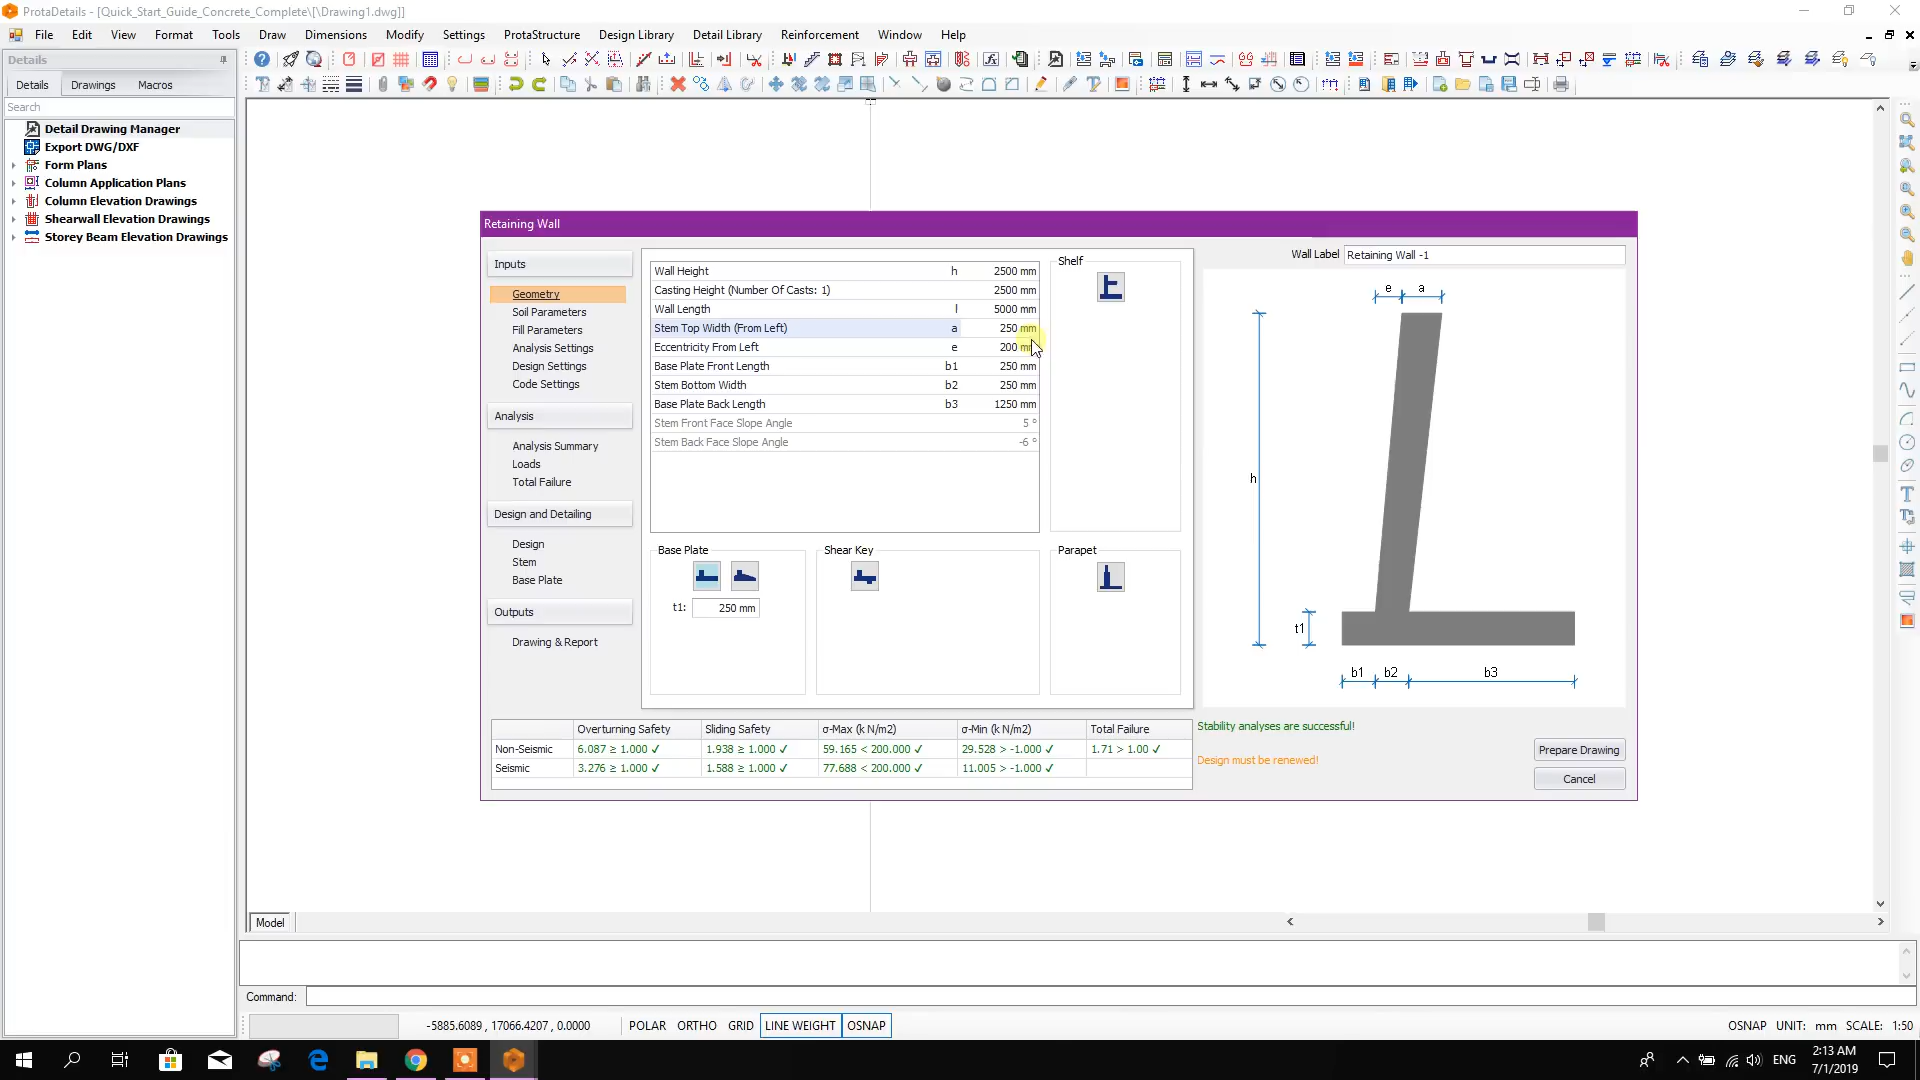 ProtaDetails - [Quick_Start_Guide_Concrete_Complete\[\Drawing1.dwg]]
File Edit View Format Tools Draw Dimensions Modify Settings ProtaStructure Design Library Detail Library Reinforcement Window Help
Details
Details Drawings Macros
Search
Detail Drawing Manager
Export DWG/DXF
Form Plans
Column Application Plans
Column Elevation Drawings
Shearwall Elevation Drawings
Storey Beam Elevation Drawings
Retaining Wall
Inputs
Geometry
Soil Parameters
Fill Parameters
Analysis Settings
Design Settings
Code Settings
Analysis
Analysis Summary
Loads
Total Failure
Design and Detailing
Design
Stem
Base Plate
Outputs
Drawing & Report
Wall Height h 2500 mm
Casting Height (Number Of Casts: 1) 2500 mm
Wall Length l 5000 mm
Stem Top Width (From Left) a 250 mm
Eccentricity From Left e 200 mm
Base Plate Front Length b1 250 mm
Stem Bottom Width b2 250 mm
Base Plate Back Length b3 1250 mm
Stem Front Face Slope Angle 5 °
Stem Back Face Slope Angle -6 °
Shelf
Base Plate
t1: 250 mm
Shear Key
Parapet
Wall Label Retaining Wall -1
e a
h
t1
b1 b2 b3
Overturning Safety Sliding Safety σ-Max (k N/m2) σ-Min (k N/m2) Total Failure
Non-Seismic 6.087 ≥ 1.000 ✓ 1.938 ≥ 1.000 ✓ 59.165 < 200.000 ✓ 29.528 > -1.000 ✓ 1.71 > 1.00 ✓
Seismic 3.276 ≥ 1.000 ✓ 1.588 ≥ 1.000 ✓ 77.688 < 200.000 ✓ 11.005 > -1.000 ✓
Stability analyses are successful!
Design must be renewed!
Prepare Drawing
Cancel
Model
Command:
-5885.6089 , 17066.4207 , 0.0000 POLAR ORTHO GRID LINE WEIGHT OSNAP
OSNAP UNIT: mm SCALE: 1:50
ENG
2:13 AM
7/1/2019